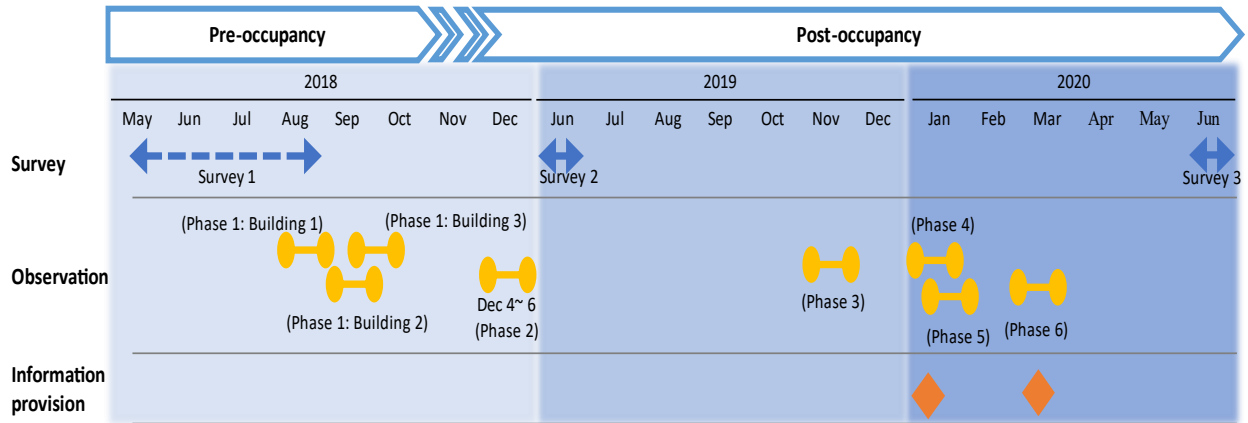 Pre-occupancy Post-occupancy
2018 2019 2020
May Jun Jul Aug Sep Oct Nov Dec Jun Jul Aug Sep Oct Nov Dec Jan Feb Mar Apr May Jun
Survey
Survey 1 Survey 2 Survey 3
(Phase 1: Building 1) (Phase 1: Building 3) (Phase 4)
Observation
Dec 4~ 6 (Phase 3)
(Phase 1: Building 2) (Phase 2) (Phase 5) (Phase 6)
Information
provision